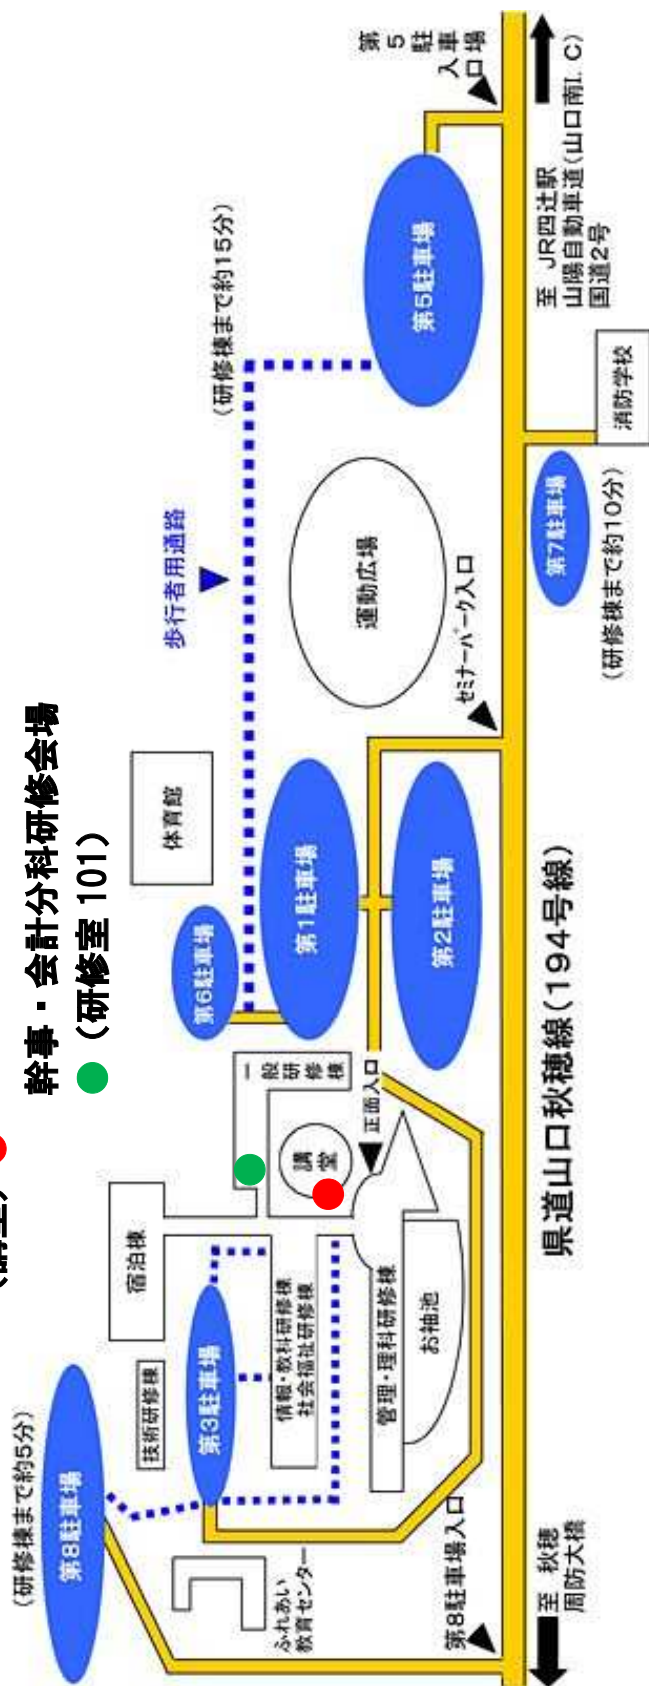 幹事・会計分科研修会場
●（研修室 101）
（研修棟まで約5分）
第8駐車場
技術研修棟
宿泊棟
第3駐車場
情報・教科研修棟
社会福祉研修棟
管理・理科研修棟
お袖池
ふれあい
教育センター
第8駐車場入口
一般研修棟
講堂
正面入口
第6駐車場
体育館
第1駐車場
第2駐車場
歩行者用通路
（研修棟まで約15分）
運動広場
セミナーパーク入口
第5駐車場
第5駐車場
入口
第7駐車場
（研修棟まで約10分）
消防学校
県道山口秋穂線(194号線)
至 秋穂
周防大橋
至 JR四辻駅
山陽自動車道(山口南I.C)
国道2号